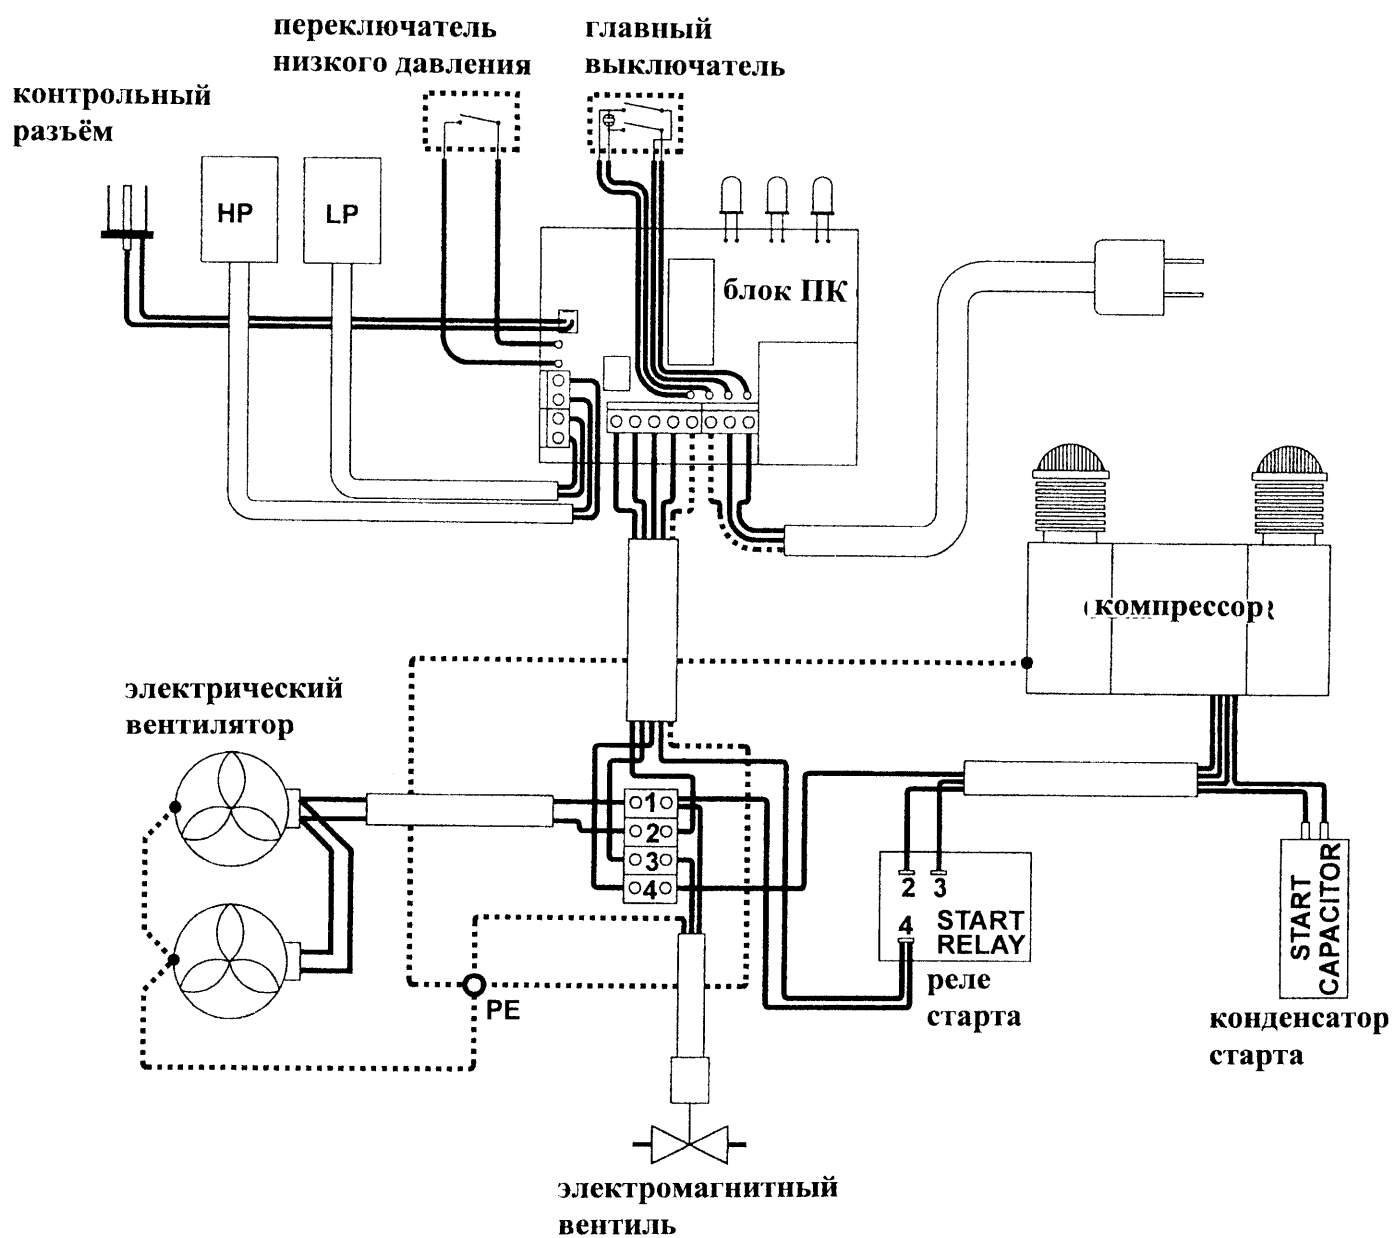 переключатель
низкого давления
главный
выключатель
контрольный
разъём
HP
LP
блок ПК
компрессор
электрический
вентилятор
1
2
3
4
2 3
4
START
RELAY
реле
старта
START
CAPACITOR
конденсатор
старта
PE
электромагнитный
вентиль